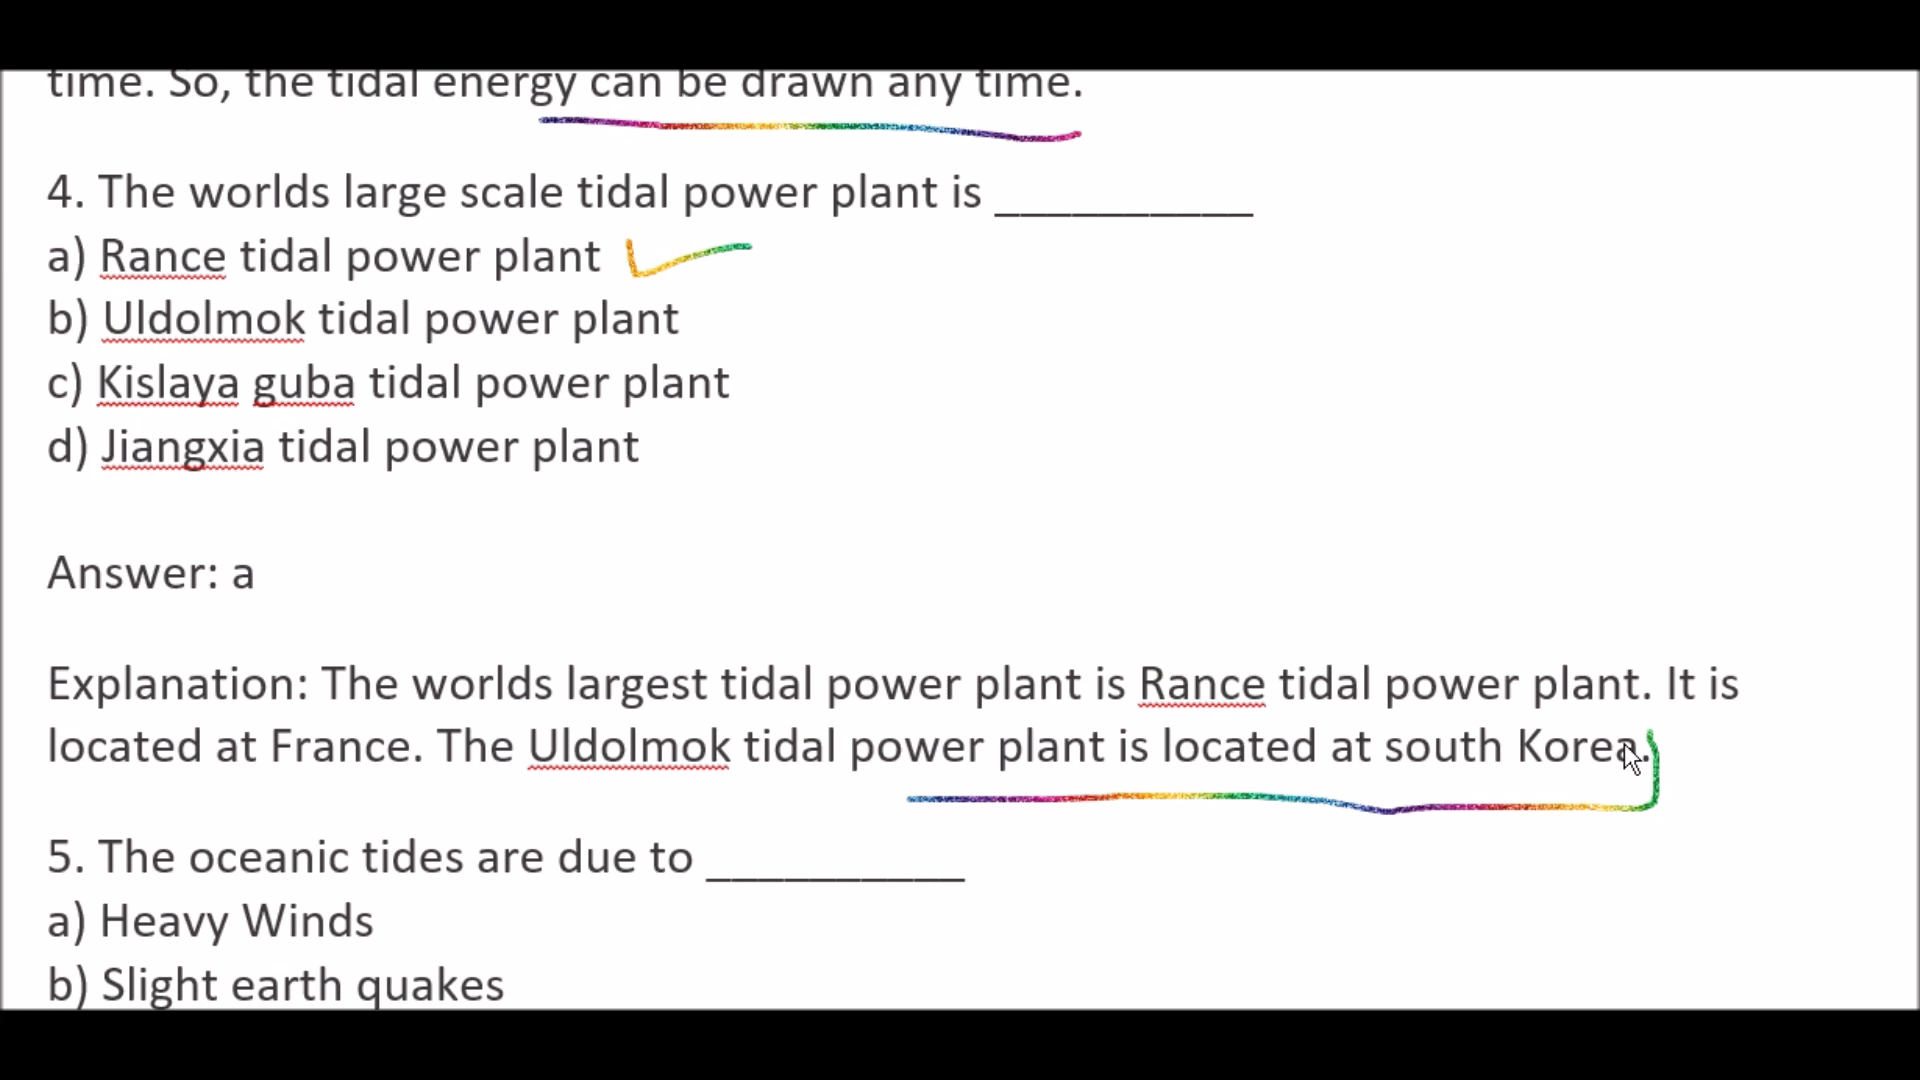 time. So, the tidal energy can be drawn any time.
4. The worlds large scale tidal power plant is __________
a) Rance tidal power plant
b) Uldolmok tidal power plant
c) Kislaya guba tidal power plant
d) Jiangxia tidal power plant
Answer: a
Explanation: The worlds largest tidal power plant is Rance tidal power plant. It is
located at France. The Uldolmok tidal power plant is located at south Korea.
5. The oceanic tides are due to __________
a) Heavy Winds
b) Slight earth quakes